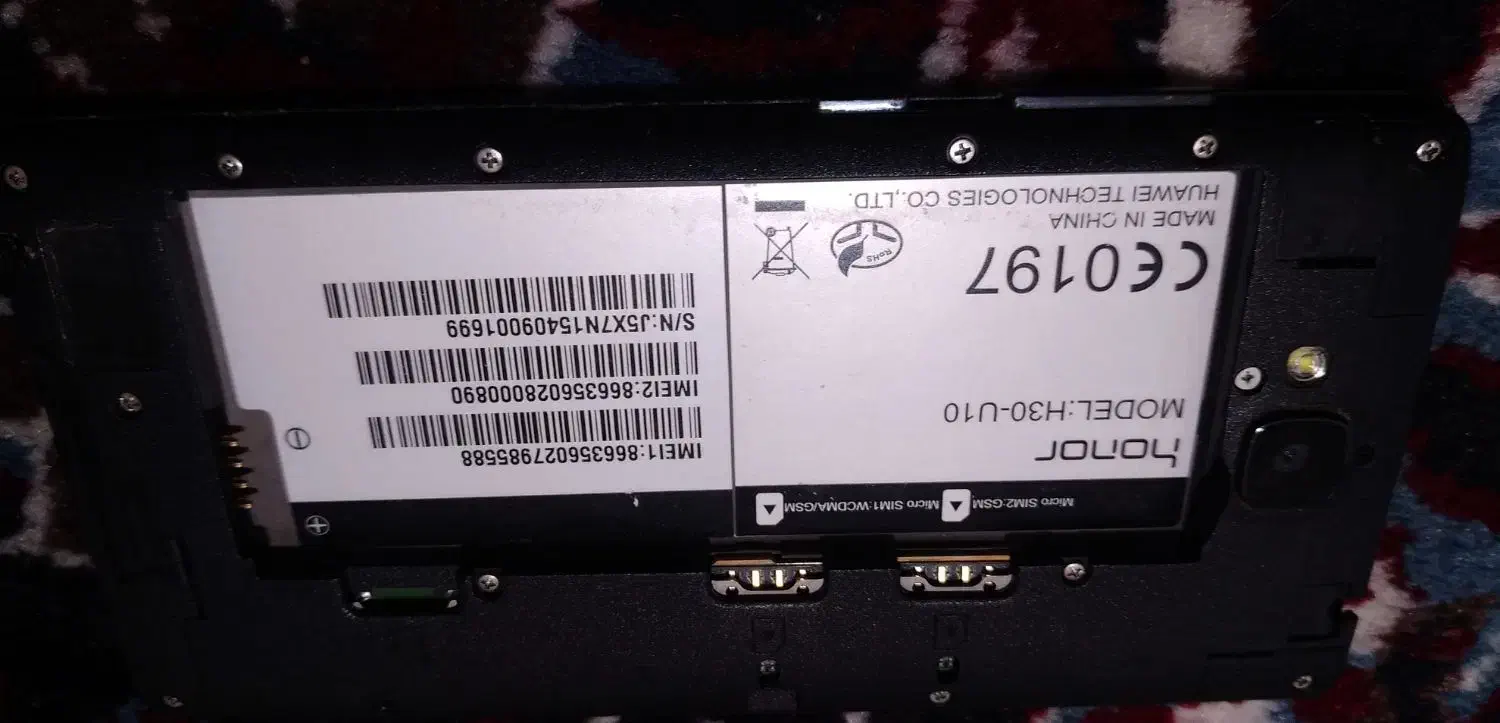 Micro SIM2:GSM
Micro SIM1:WCDMA/GSM
honor
MODEL:H30-U10
CE0197
RoHS
MADE IN CHINA
HUAWEI TECHNOLOGIES CO.,LTD.
IMEI1:866356027985588
IMEI2:866356028000890
S/N:J5X7N15409001699